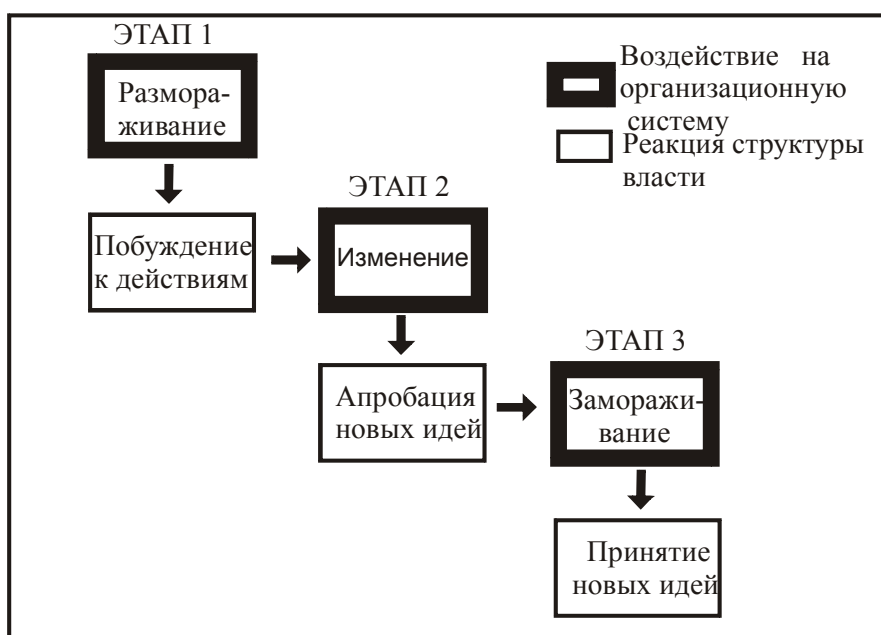 ЭТАП 1
Размора-
живание
Побуждение
к действиям
ЭТАП 2
Изменение
Апробация
новых идей
ЭТАП 3
Заморажи-
вание
Принятие
новых идей
Воздействие на
организационную
систему
Реакция структуры
власти